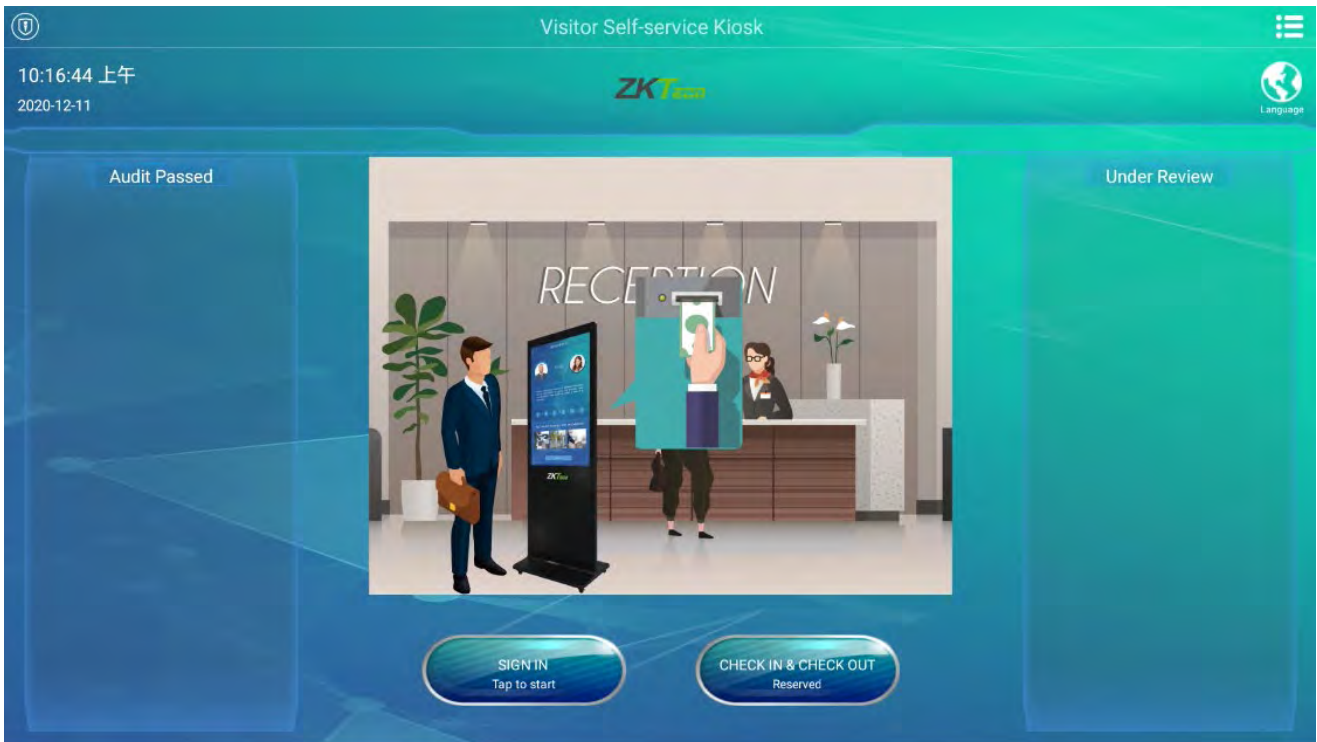 Visitor Self-service Kiosk
10:16:44 上午
2020-12-11
ZKTeco
Language
Audit Passed
Under Review
RECEPTION
ZKTeco
SIGN IN
Tap to start
CHECK IN & CHECK OUT
Reserved